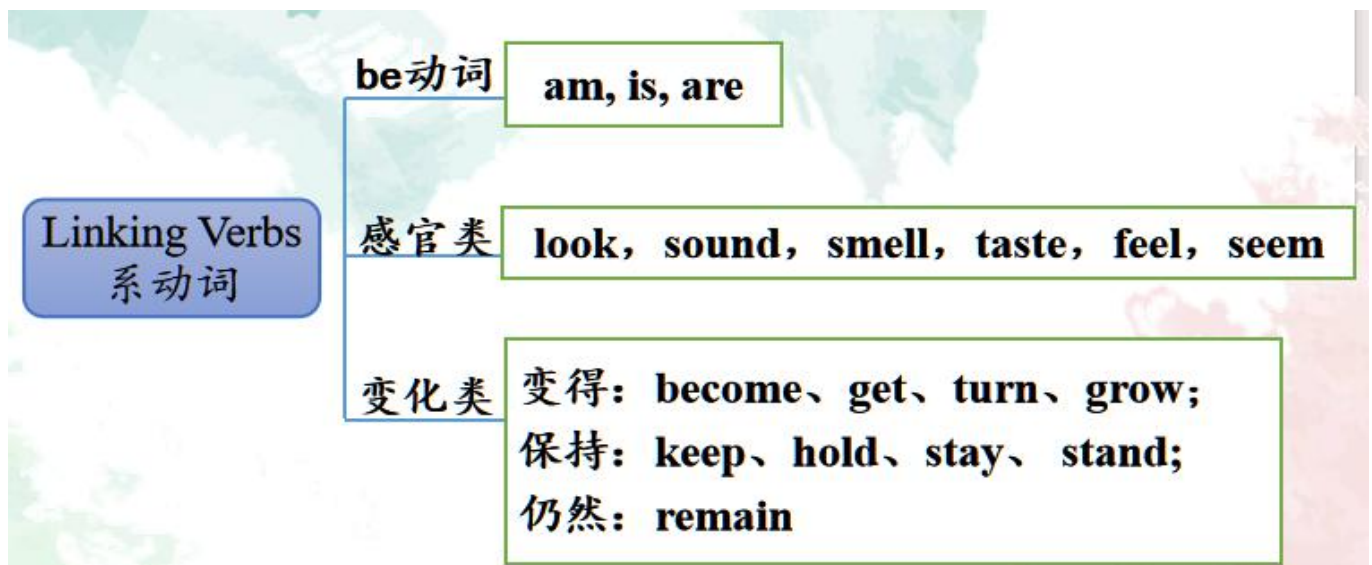 be动词
am, is, are
Linking Verbs
系动词
感官类
look，sound，smell，taste，feel，seem
变化类
变得：become、get、turn、grow；
保持：keep、hold、stay、 stand;
仍然：remain